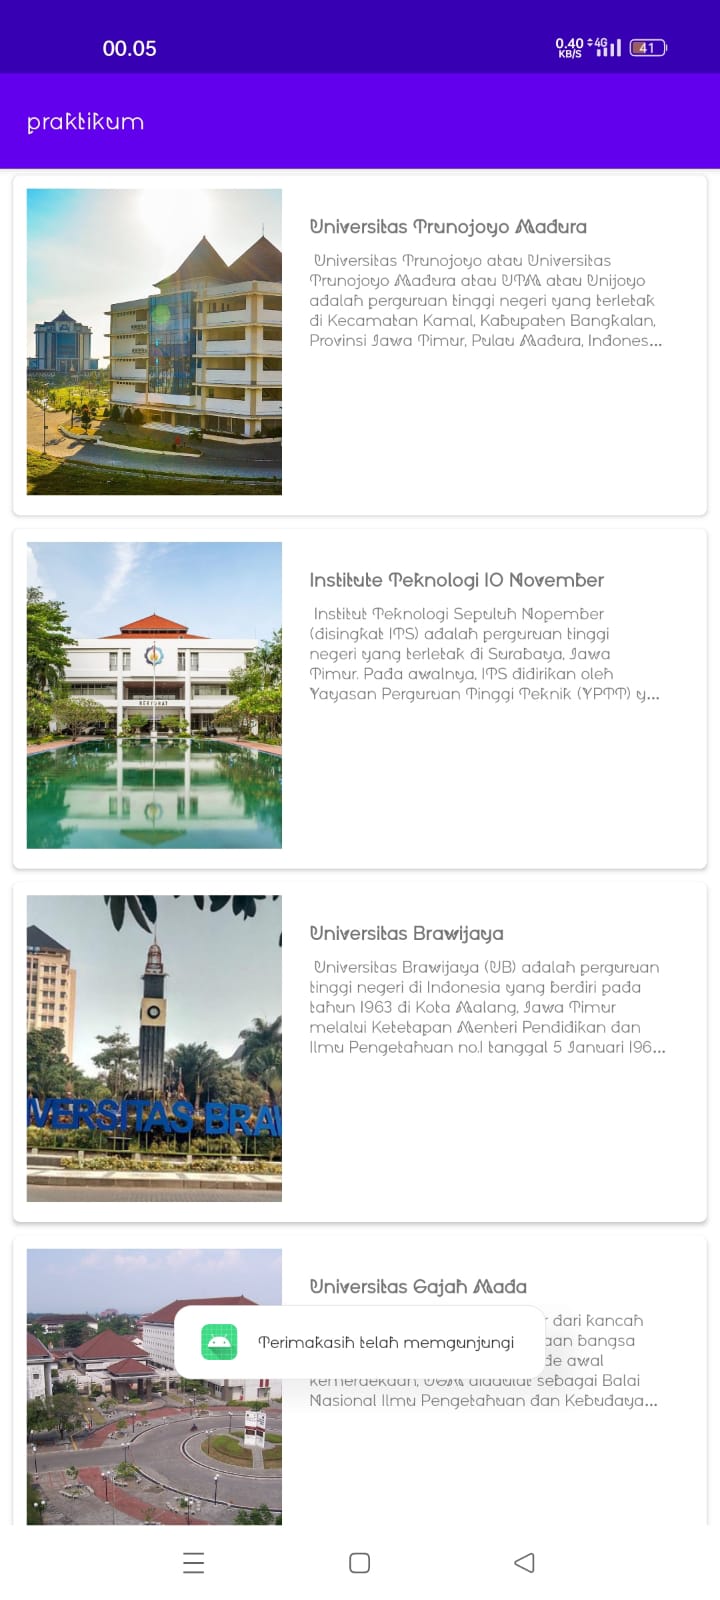 00.05
0.40 KB/S 4G 41
praktikum
Universitas Trunojoyo Madura
Universitas Trunojoyo atau Universitas
Trunojoyo Madura atau UTM atau Unijoyo
adalah perguruan tinggi negeri yang terletak
di Kecamatan Kamal, Kabupaten Bangkalan,
Provinsi Jawa Timur, Pulau Madura, Indones...
Institute Teknologi 10 November
Institut Teknologi Sepuluh Nopember
(disingkat ITS) adalah perguruan tinggi
negeri yang terletak di Surabaya, Jawa
Timur. Pada awalnya, ITS didirikan oleh
Yayasan Perguruan Tinggi Teknik (YPTT) y...
REKTORAT
Universitas Brawijaya
Universitas Brawijaya (UB) adalah perguruan
tinggi negeri di Indonesia yang berdiri pada
tahun 1963 di Kota Malang, Jawa Timur
melalui Ketetapan Menteri Pendidikan dan
Ilmu Pengetahuan no.1 tanggal 5 Januari 196...
VERSITAS BRAW
Universitas Gajah Mada
dari kancah
aan bangsa
de awal
kemerdekaan, UGM didaulat sebagai Balai
Nasional Ilmu Pengetahuan dan Kebudaya...
Terimakasih telah memgunjungi